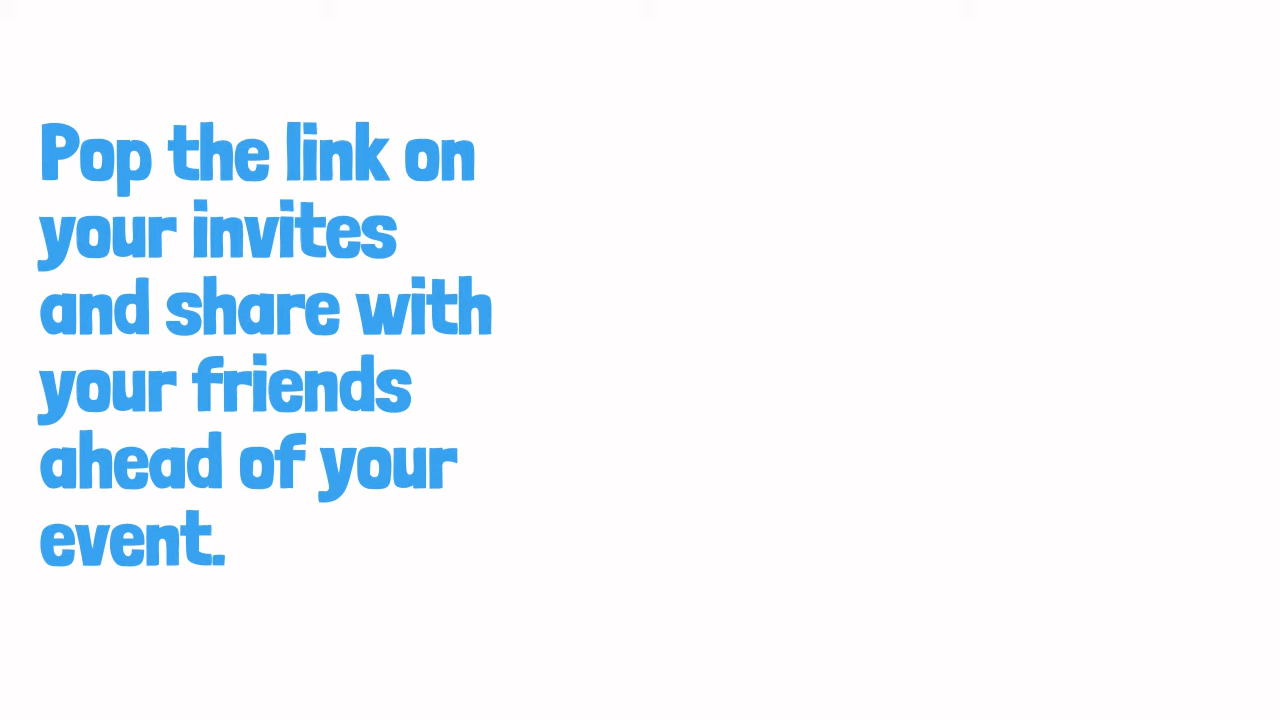 Pop the link on
your invites
and share with
your friends
ahead of your
event.